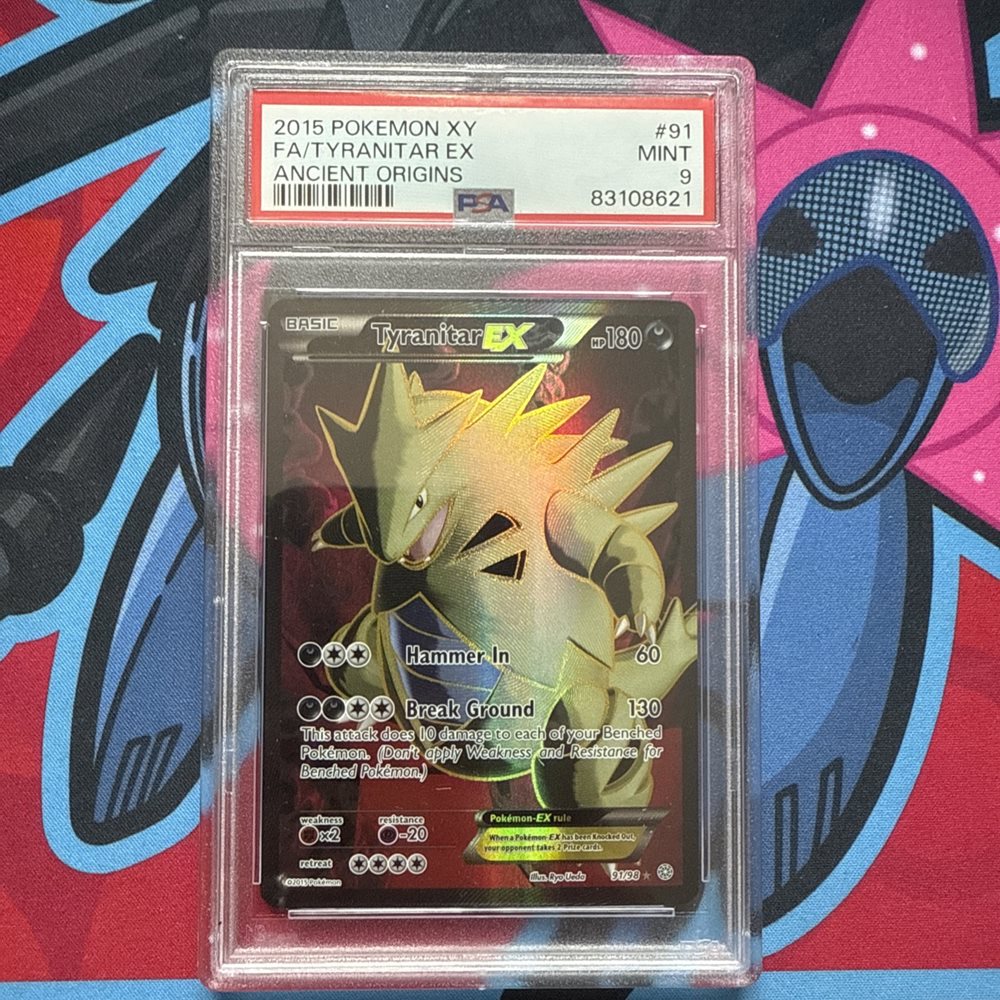 2015 POKEMON XY #91
FA/TYRANITAR EX MINT
ANCIENT ORIGINS 9
PSA 83108621
BASIC Tyranitar EX HP180
Hammer In 60
Break Ground 130
This attack does 10 damage to each of your Benched
Pokémon. (Don't apply Weakness and Resistance for
Benched Pokémon.)
weakness resistance
×2 -20
retreat
Pokémon-EX rule
When a Pokémon-EX has been Knocked Out,
your opponent takes 2 Prize cards.
©2015 Pokémon Illus. Ryo Ueda 91/98